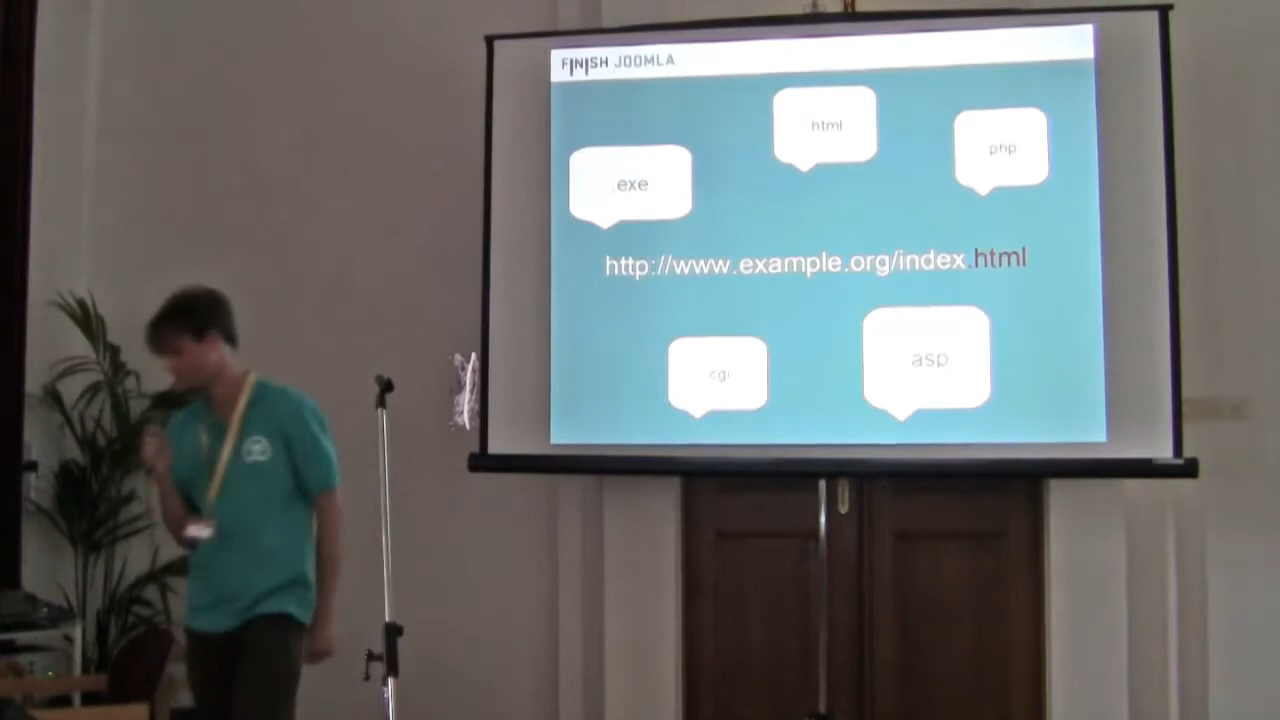 FINISH JOOMLA
html
php
.exe
http://www.example.org/index.html
cgi
asp